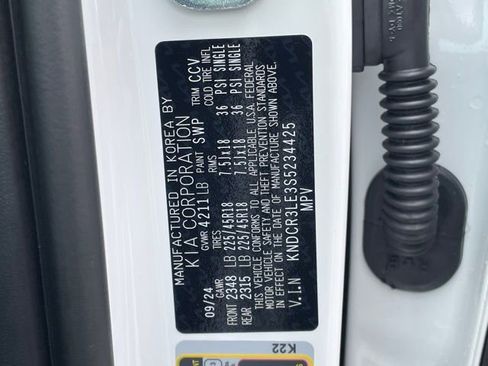 MANUFACTURED IN KOREA BY
KIA CORPORATION
09/24 GVWR 4211LB PAINT SWP TRIM CCV
GAWR TIRES COLD TIRE INFL
FRONT 2348 LB 225/45R18 7.5Jx18 36 PSI SINGLE
REAR 2315 LB 225/45R18 7.5Jx18 36 PSI SINGLE
THIS VEHICLE CONFORMS TO ALL APPLICABLE U.S.A. FEDERAL
MOTOR VEHICLE SAFETY AND THEFT PREVENTION STANDARDS
IN EFFECT ON THE DATE OF MANUFACTURE SHOWN ABOVE.
V.I.N KNDCR3LE3S5234425
MPV
K22